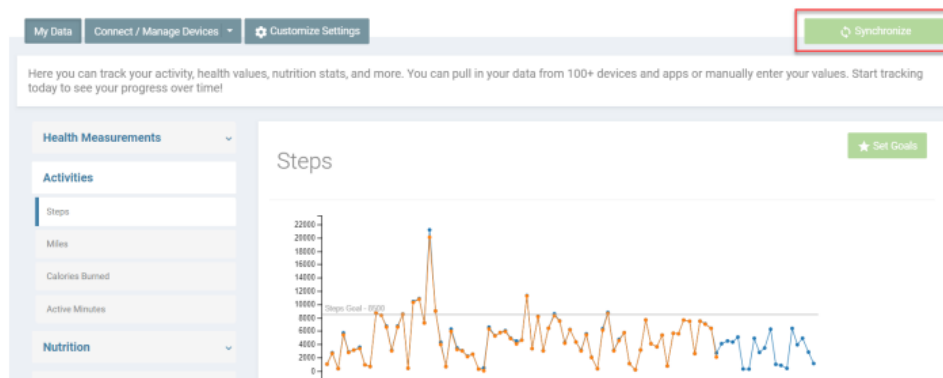 My Data
Connect / Manage Devices
Customize Settings
Synchronize
Here you can track your activity, health values, nutrition stats, and more. You can pull in your data from 100+ devices and apps or manually enter your values. Start tracking
today to see your progress over time!
Health Measurements
Activities
Steps
Miles
Calories Burned
Active Minutes
Nutrition
Steps
Set Goals
22000
20000
18000
16000
14000
12000
10000
Steps Goal - 8500
8000
6000
4000
2000
0